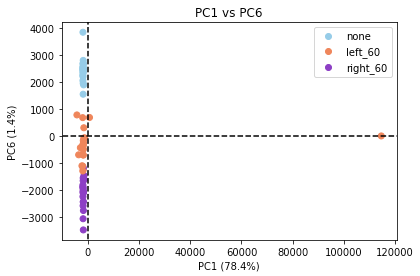 PC1 vs PC6
none
left_60
right_60
PC6 (1.4%)
4000
3000
2000
1000
0
−1000
−2000
−3000
0
20000
40000
60000
80000
100000
120000
PC1 (78.4%)